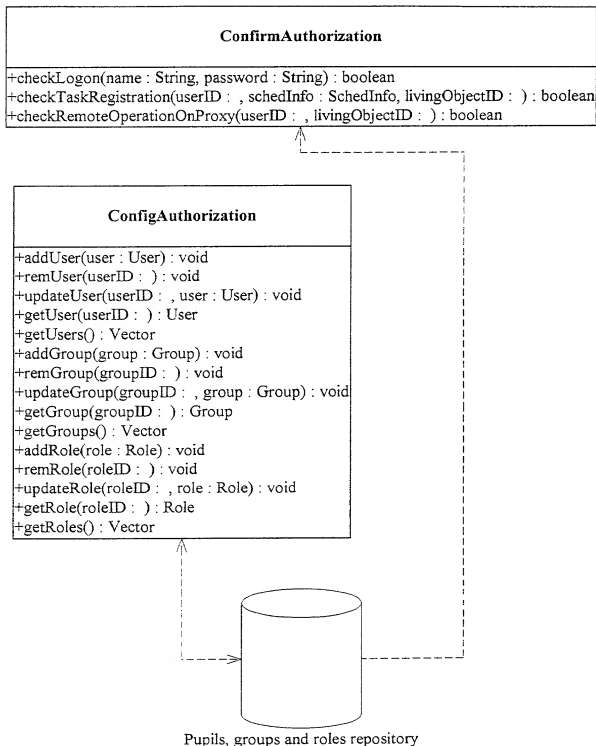 ConfirmAuthorization
+checkLogon(name : String, password : String) : boolean
+checkTaskRegistration(userID : , schedInfo : SchedInfo, livingObjectID : ) : boolean
+checkRemoteOperationOnProxy(userID : , livingObjectID : ) : boolean
ConfigAuthorization
+addUser(user : User) : void
+remUser(userID : ) : void
+updateUser(userID : , user : User) : void
+getUser(userID : ) : User
+getUsers() : Vector
+addGroup(group : Group) : void
+remGroup(groupID : ) : void
+updateGroup(groupID : , group : Group) : void
+getGroup(groupID : ) : Group
+getGroups() : Vector
+addRole(role : Role) : void
+remRole(roleID : ) : void
+updateRole(roleID : , role : Role) : void
+getRole(roleID : ) : Role
+getRoles() : Vector
Pupils, groups and roles repository